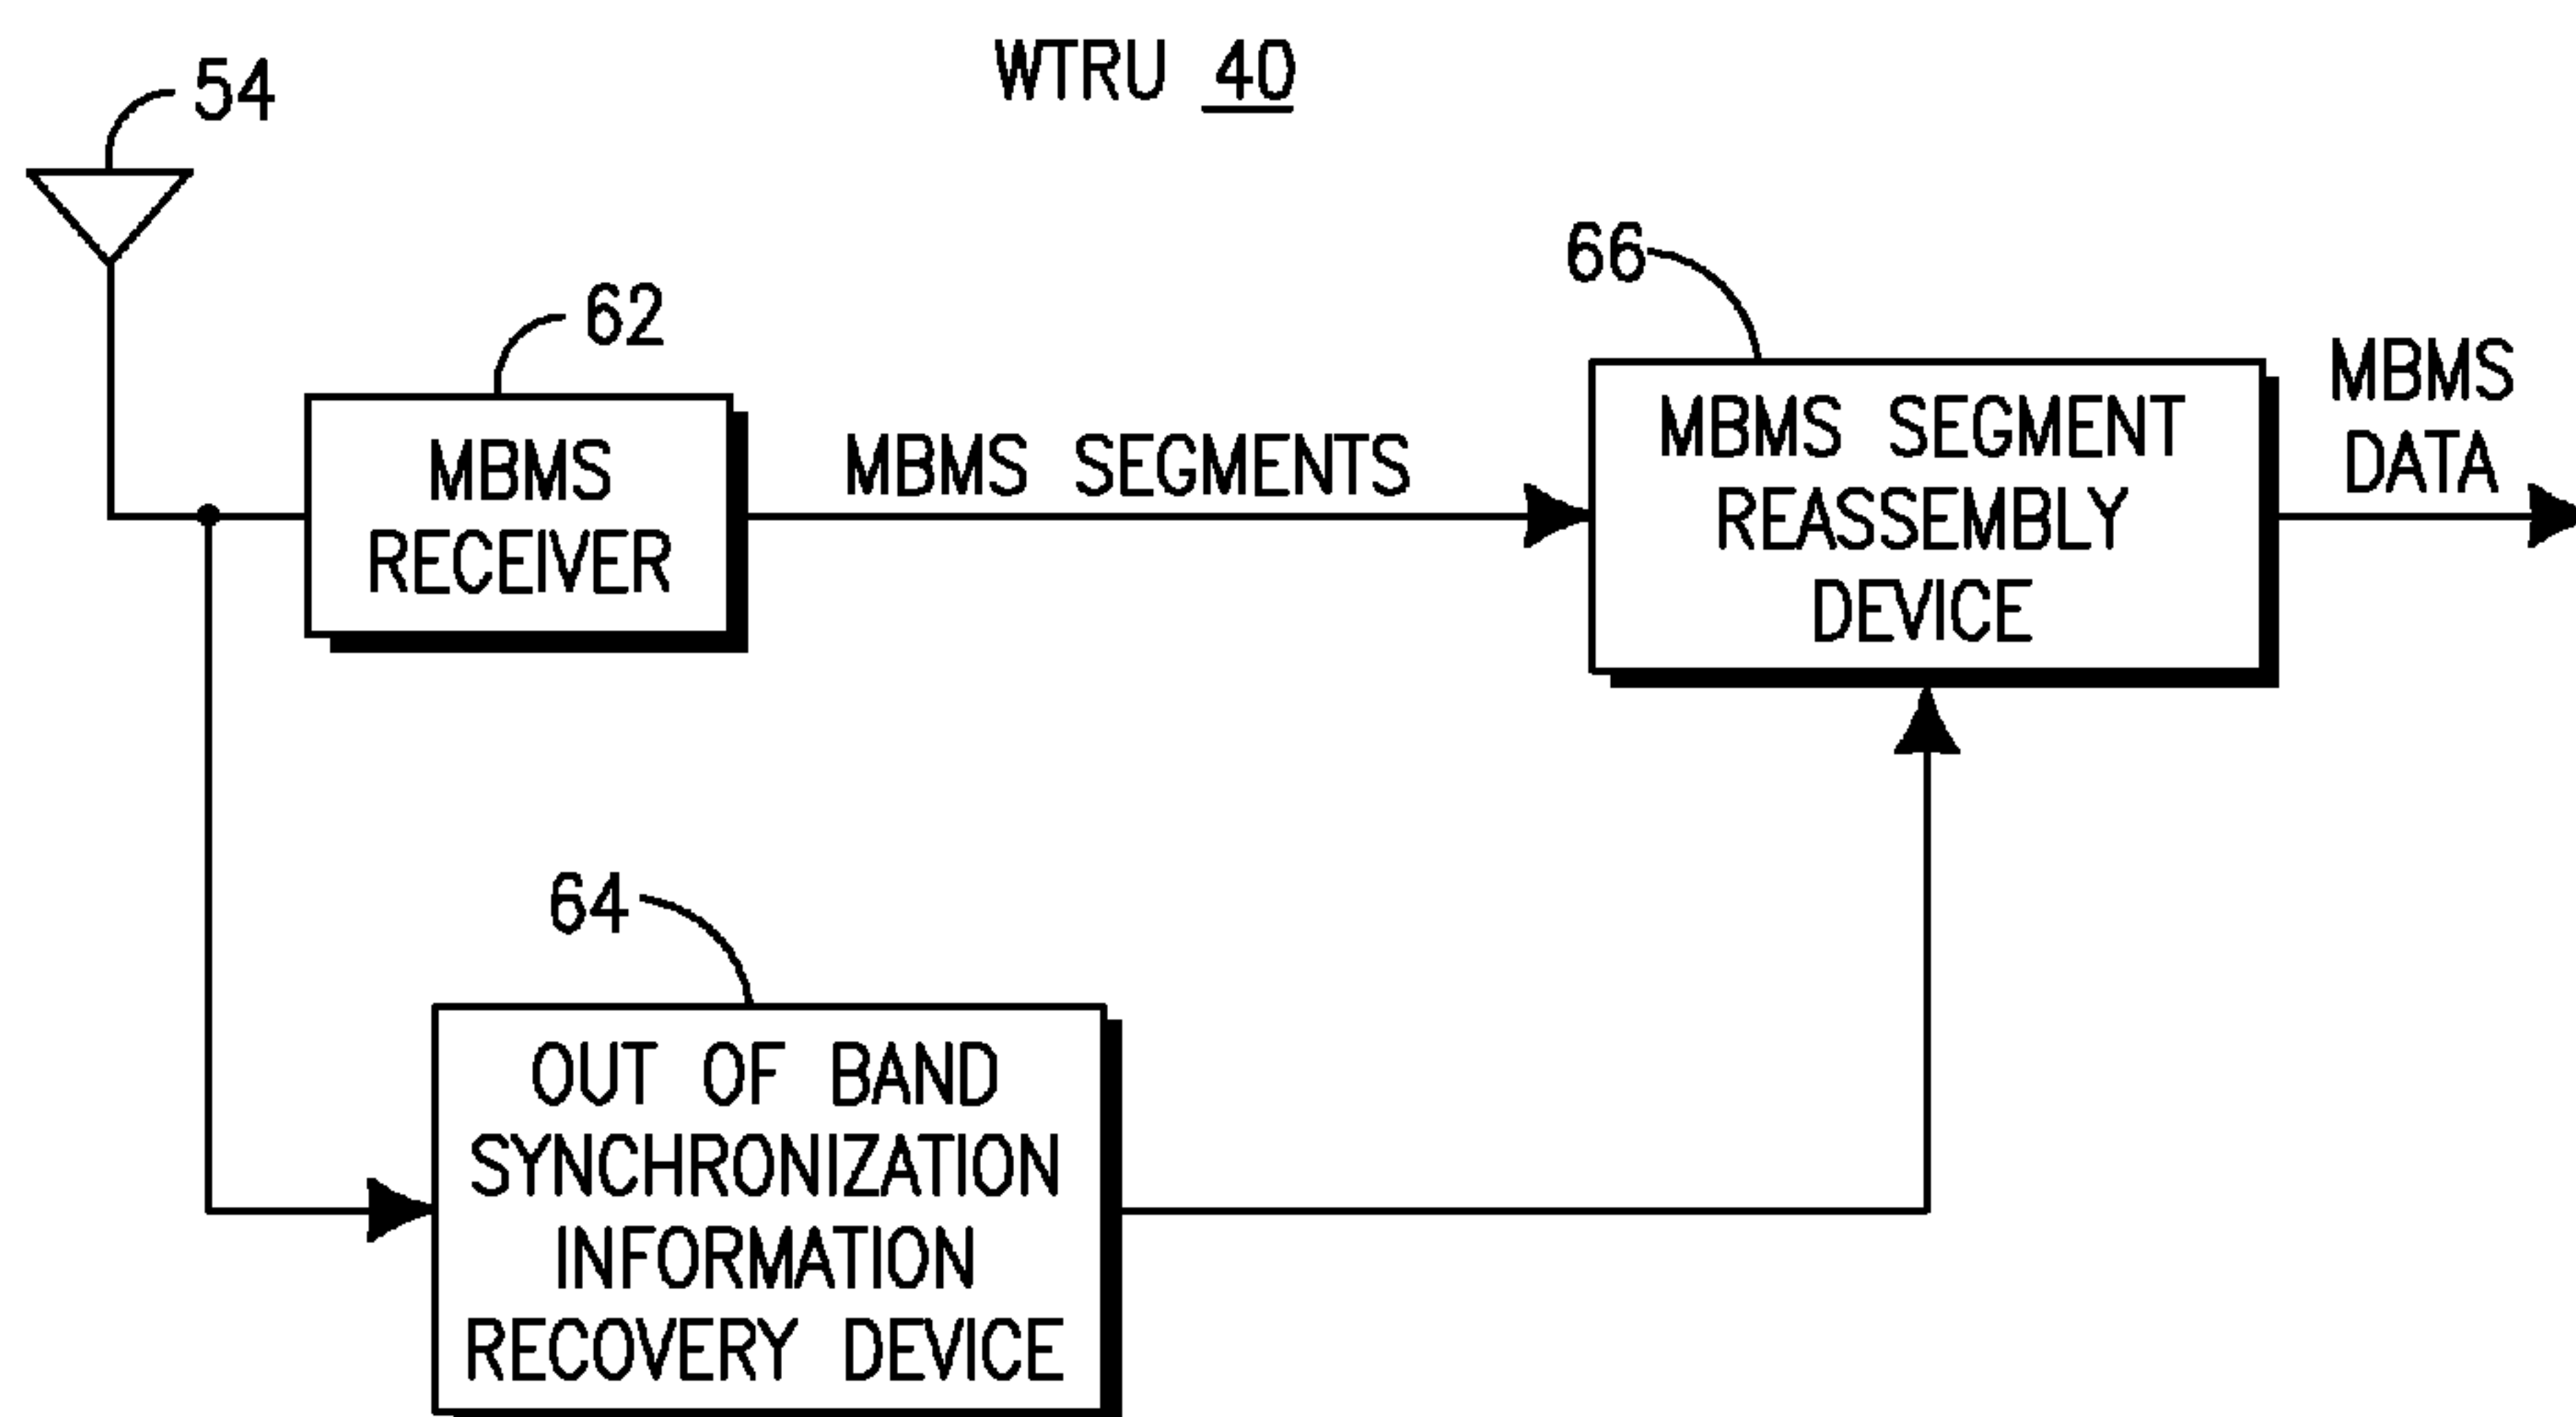 WTRU 40
54
62
66
MBMS
RECEIVER
MBMS SEGMENTS
MBMS SEGMENT
REASSEMBLY
DEVICE
MBMS
DATA
64
OUT OF BAND
SYNCHRONIZATION
INFORMATION
RECOVERY DEVICE